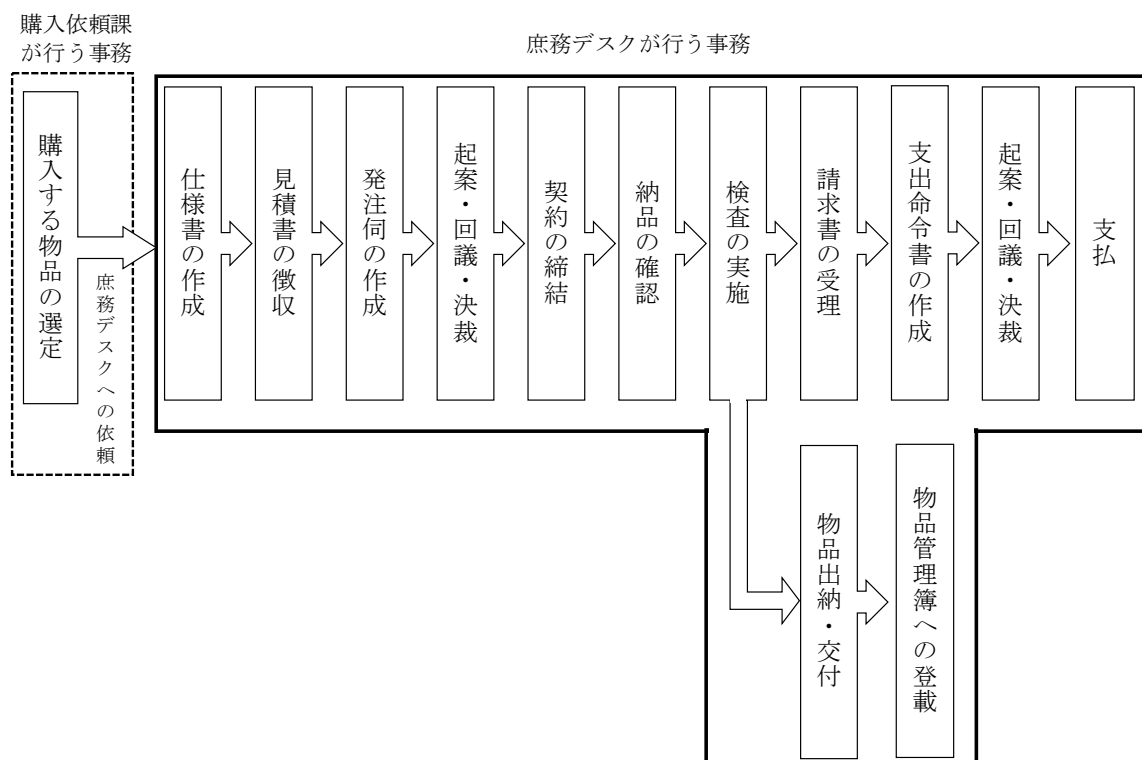 購入依頼課
が行う事務
庶務デスクが行う事務
購入する物品の選定
庶務デスクへの依頼
仕様書の作成
見積書の徴収
発注伺の作成
起案・回議・決裁
契約の締結
納品の確認
検査の実施
請求書の受理
支出命令書の作成
起案・回議・決裁
支払
物品出納・交付
物品管理簿への登載